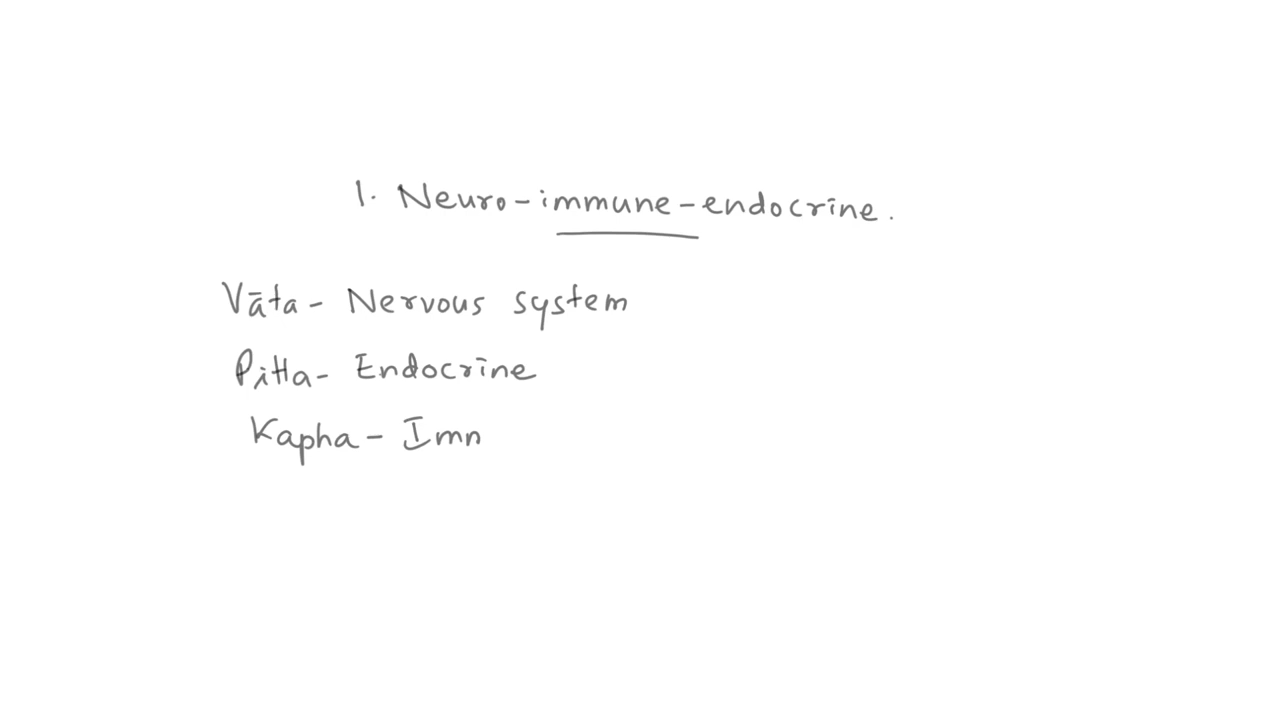 1. Neuro-immune-endocrine.
Vāta - Nervous system
Pitta - Endocrine
Kapha - Imn